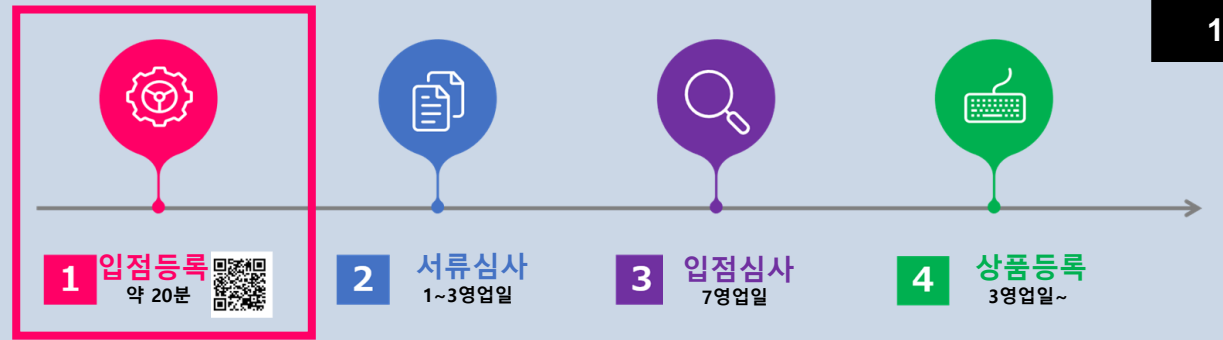 1
1 입점등록
약 20분
2 서류심사
1~3영업일
3 입점심사
7영업일
4 상품등록
3영업일~